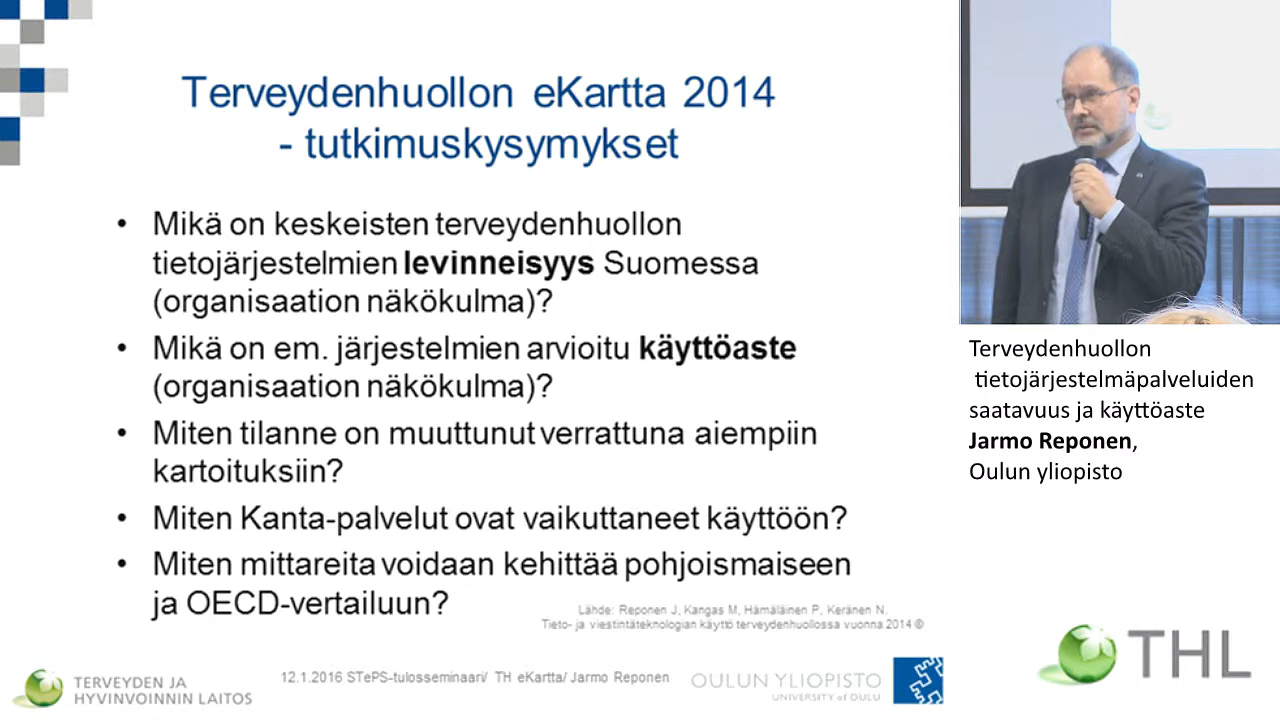 Terveydenhuollon eKartta 2014
- tutkimuskysymykset
• Mikä on keskeisten terveydenhuollon
tietojärjestelmien levinneisyys Suomessa
(organisaation näkökulma)?
• Mikä on em. järjestelmien arvioitu käyttöaste
(organisaation näkökulma)?
• Miten tilanne on muuttunut verrattuna aiempiin
kartoituksiin?
• Miten Kanta-palvelut ovat vaikuttaneet käyttöön?
• Miten mittareita voidaan kehittää pohjoismaiseen
ja OECD-vertailuun?
Lähde: Reponen J, Kangas M, Hämäläinen P, Keränen N.
Tieto- ja viestintäteknologian käyttö terveydenhuollossa vuonna 2014 ©
TERVEYDEN JA
HYVINVOINNIN LAITOS
12.1.2016 STePS-tulosseminaari/ TH eKartta/ Jarmo Reponen
OULUN YLIOPISTO
UNIVERSITY of OULU
Terveydenhuollon
tietojärjestelmäpalveluiden
saatavuus ja käyttöaste
Jarmo Reponen,
Oulun yliopisto
THL